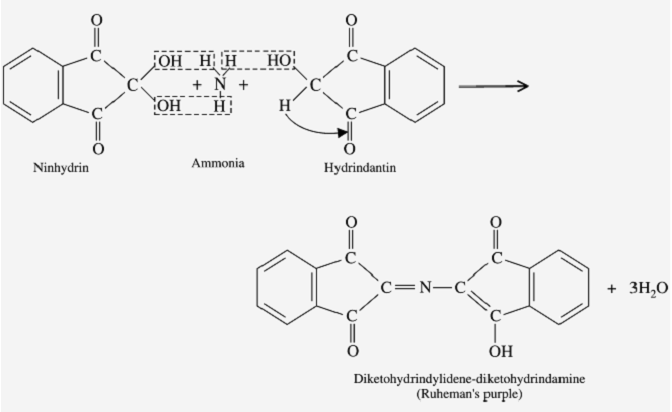 O O
C C
OH H H HO
C + N + C
OH H H
C C
O O
Ninhydrin Ammonia Hydrindantin
O O
C C
C N C + 3H₂O
C C
O OH
Diketohydrindylidene-diketohydrindamine
(Ruheman's purple)